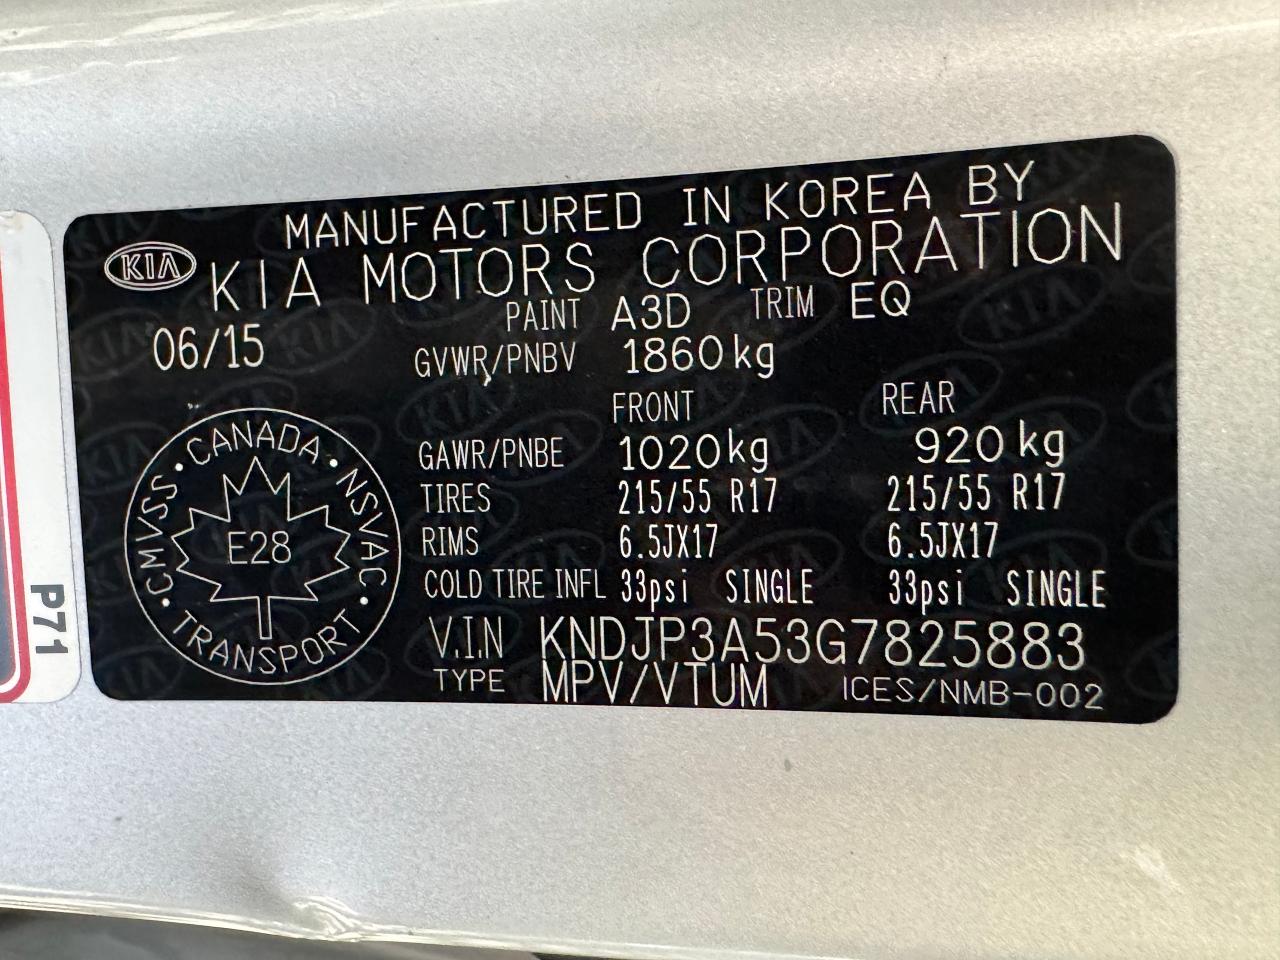 MANUFACTURED IN KOREA BY
KIA KIA MOTORS CORPORATION
PAINT A3D TRIM EQ
06/15
GVWR/PNBV 1860kg
FRONT REAR
GAWR/PNBE 1020kg 920kg
TIRES 215/55 R17 215/55 R17
RIMS 6.5JX17 6.5JX17
COLD TIRE INFL 33psi SINGLE 33psi SINGLE
V.I.N KNDJP3A53G7825883
TYPE MPV/VTUM ICES/NMB-002
CANADA • NSVAC • TRANSPORT • CMVSS •
E28
P71